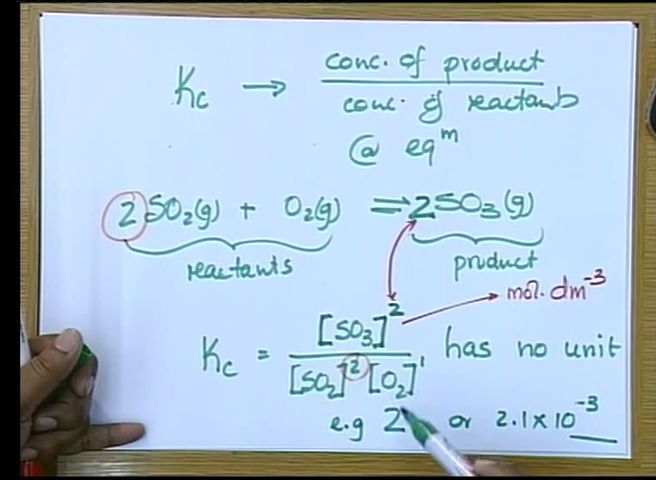 Kc → conc. of product
conc. of reactants
@ eqᵐ
2SO₂(g) + O₂(g) ⇌ 2SO₃(g)
reactants product
mol. dm⁻³
Kc = [SO₃]² / [SO₂]² [O₂]¹ has no unit
e.g 2 or 2.1 x 10⁻³